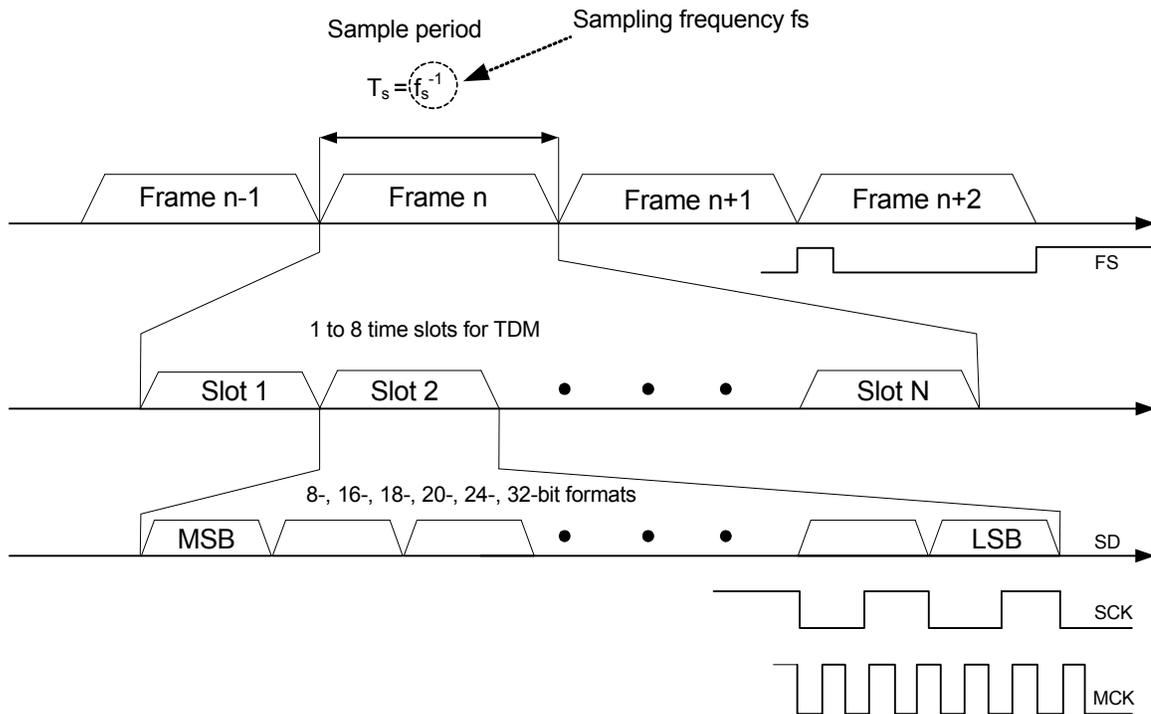 Sampling frequency fs
Sample period
Ts = fs-1
Frame n-1
Frame n
Frame n+1
Frame n+2
FS
1 to 8 time slots for TDM
Slot 1
Slot 2
Slot N
8-, 16-, 18-, 20-, 24-, 32-bit formats
MSB
LSB
SD
SCK
MCK